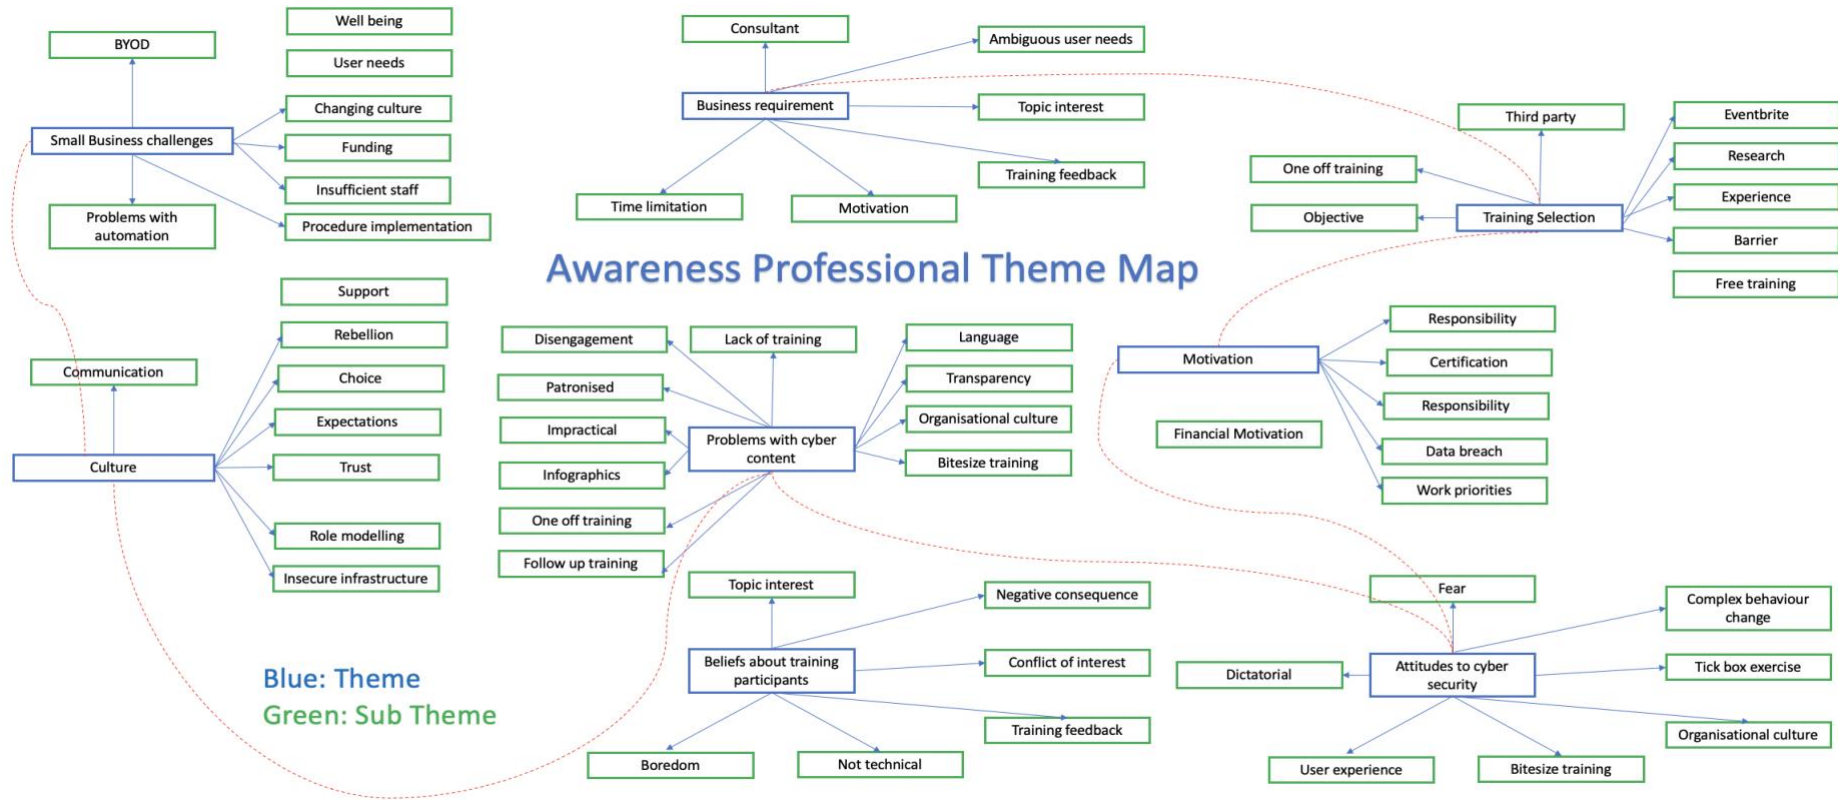 Well being
BYOD
User needs
Changing culture
Small Business challenges
Funding
Insufficient staff
Problems with
automation
Procedure implementation
Consultant
Ambiguous user needs
Business requirement
Topic interest
Training feedback
Time limitation
Motivation
Third party
Eventbrite
One off training
Research
Experience
Objective
Training Selection
Barrier
Free training
Awareness Professional Theme Map
Support
Rebellion
Communication
Choice
Expectations
Culture
Trust
Role modelling
Insecure infrastructure
Disengagement
Lack of training
Language
Patronised
Transparency
Impractical
Organisational culture
Problems with cyber
content
Infographics
Bitesize training
One off training
Follow up training
Responsibility
Motivation
Certification
Responsibility
Financial Motivation
Data breach
Work priorities
Topic interest
Negative consequence
Beliefs about training
participants
Conflict of interest
Training feedback
Boredom
Not technical
Fear
Complex behaviour
change
Dictatorial
Attitudes to cyber
security
Tick box exercise
Organisational culture
User experience
Bitesize training
Blue: Theme
Green: Sub Theme